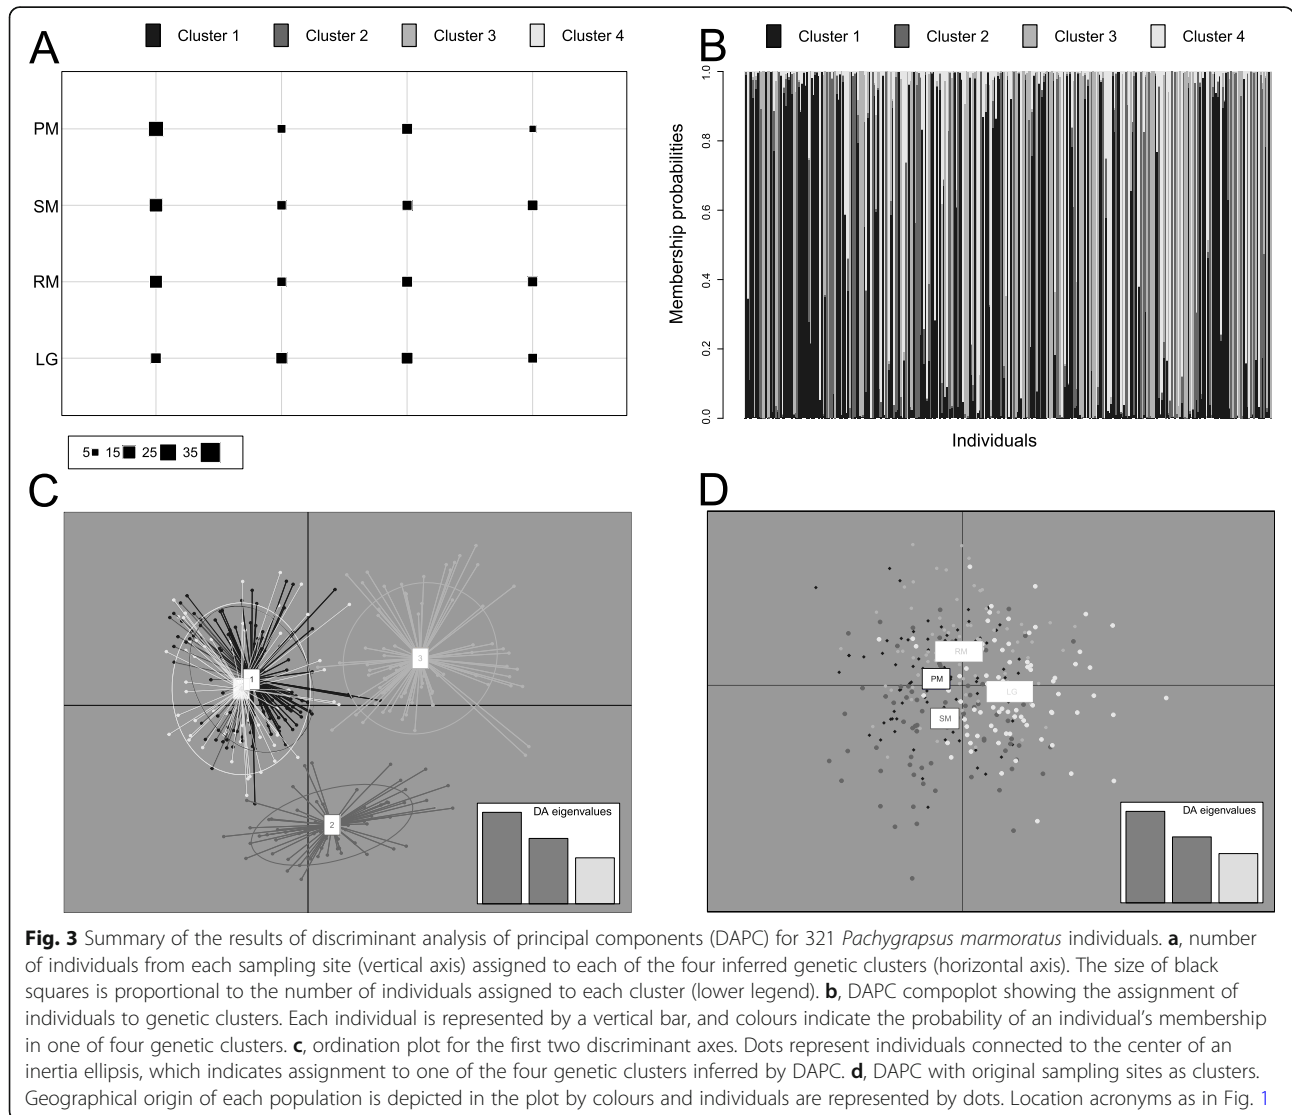 A
Cluster 1 Cluster 2 Cluster 3 Cluster 4
PM
SM
RM
LG
5 15 25 35
B
Cluster 1 Cluster 2 Cluster 3 Cluster 4
Membership probabilities
1.0
0.8
0.6
0.4
0.2
0.0
Individuals
C
3
1
2
DA eigenvalues
D
RM
PM
LG
SM
DA eigenvalues
Fig. 3 Summary of the results of discriminant analysis of principal components (DAPC) for 321 Pachygrapsus marmoratus individuals. a, number
of individuals from each sampling site (vertical axis) assigned to each of the four inferred genetic clusters (horizontal axis). The size of black
squares is proportional to the number of individuals assigned to each cluster (lower legend). b, DAPC compoplot showing the assignment of
individuals to genetic clusters. Each individual is represented by a vertical bar, and colours indicate the probability of an individual's membership
in one of four genetic clusters. c, ordination plot for the first two discriminant axes. Dots represent individuals connected to the center of an
inertia ellipsis, which indicates assignment to one of the four genetic clusters inferred by DAPC. d, DAPC with original sampling sites as clusters.
Geographical origin of each population is depicted in the plot by colours and individuals are represented by dots. Location acronyms as in Fig. 1